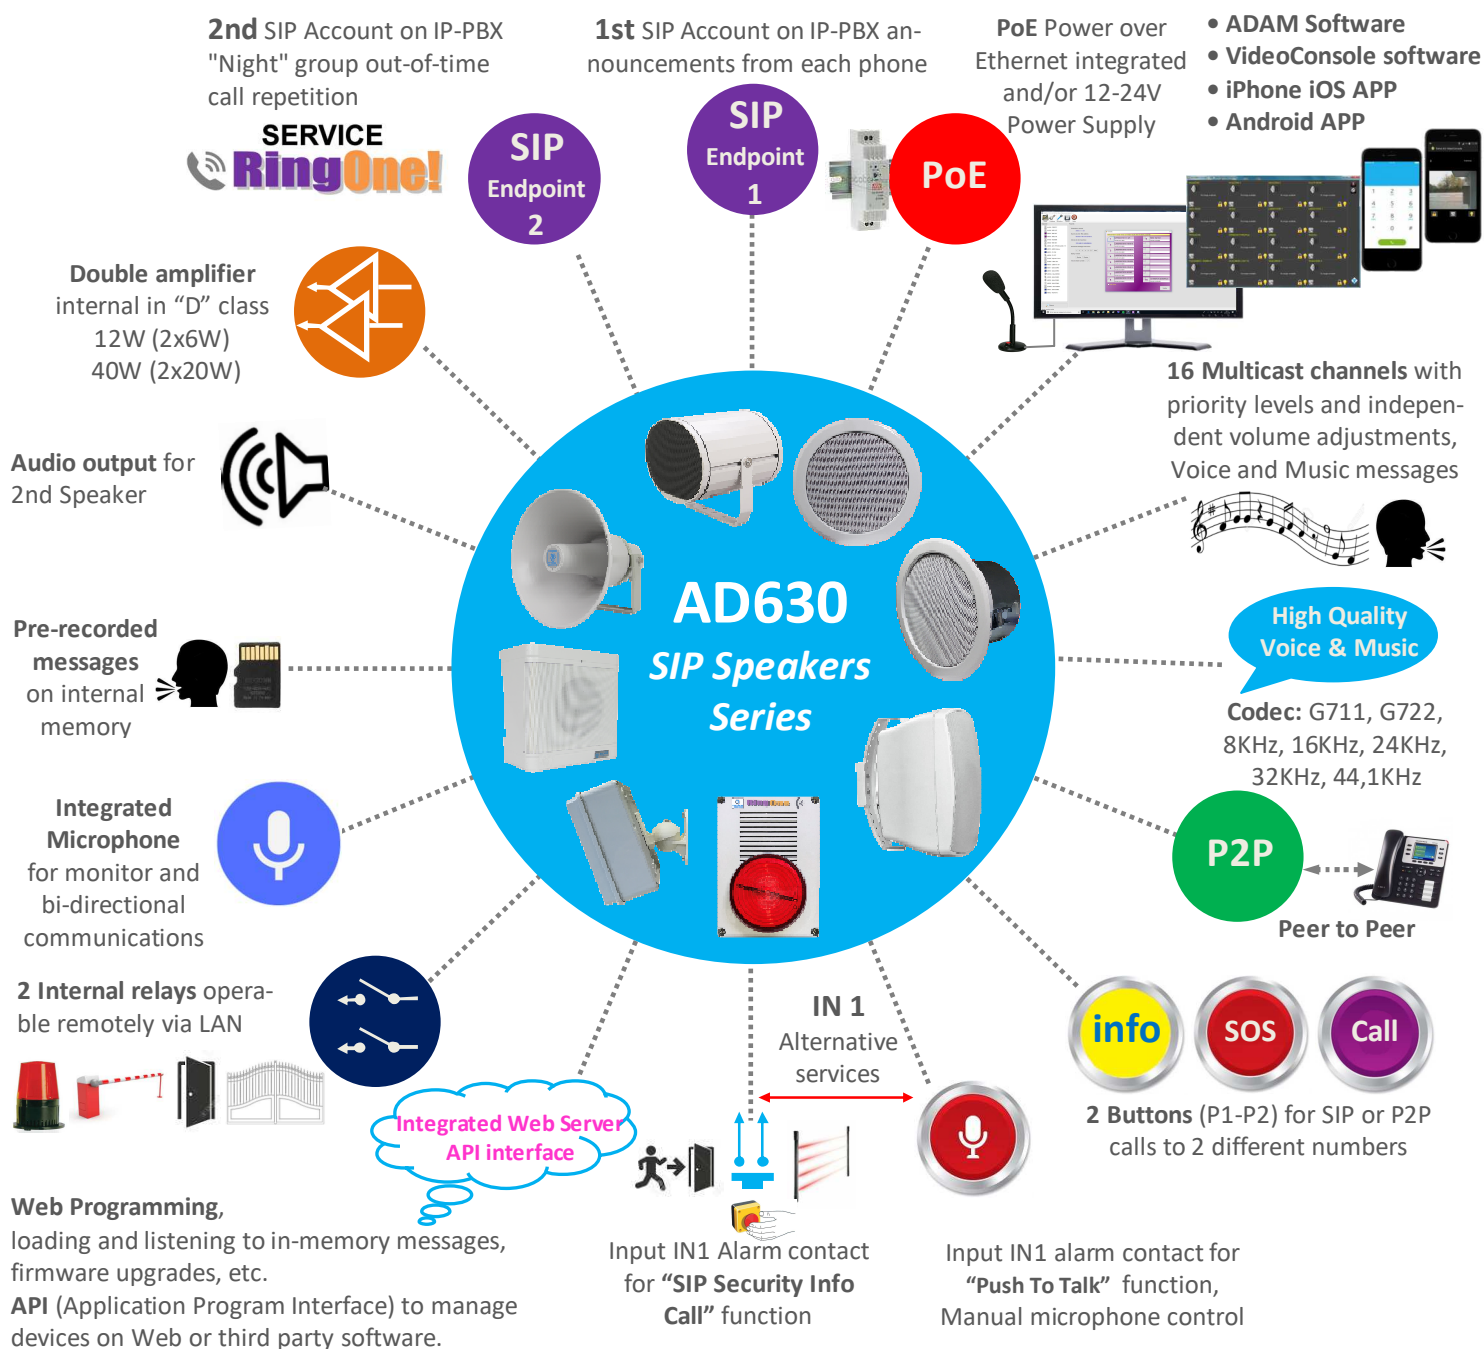 2nd SIP Account on IP-PBX
"Night" group out-of-time
call repetition
SERVICE
RingOne!
SIP
Endpoint
2
1st SIP Account on IP-PBX an-
nouncements from each phone
SIP
Endpoint
1
PoE Power over
Ethernet integrated
and/or 12-24V
Power Supply
PoE
• ADAM Software
• VideoConsole software
• iPhone iOS APP
• Android APP
Double amplifier
internal in “D” class
12W (2x6W)
40W (2x20W)
16 Multicast channels with
priority levels and indepen-
dent volume adjustments,
Voice and Music messages
Audio output for
2nd Speaker
AD630
SIP Speakers
Series
High Quality
Voice & Music
Codec: G711, G722,
8KHz, 16KHz, 24KHz,
32KHz, 44,1KHz
Pre-recorded
messages
on internal
memory
Integrated
Microphone
for monitor and
bi-directional
communications
P2P
Peer to Peer
2 Internal relays opera-
ble remotely via LAN
IN 1
Alternative
services
info
SOS
Call
2 Buttons (P1-P2) for SIP or P2P
calls to 2 different numbers
Integrated Web Server
API interface
Web Programming,
loading and listening to in-memory messages,
firmware upgrades, etc.
API (Application Program Interface) to manage
devices on Web or third party software.
Input IN1 Alarm contact
for “SIP Security Info
Call” function
Input IN1 alarm contact for
“Push To Talk” function,
Manual microphone control